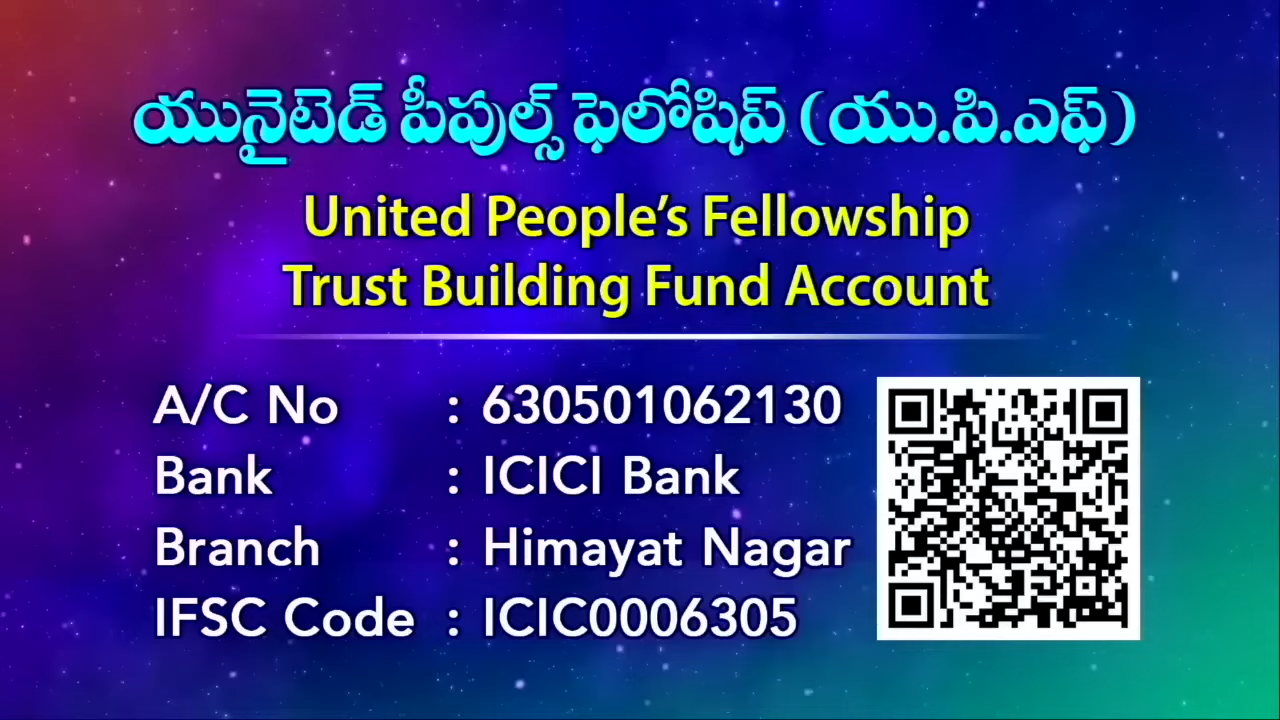 యునైటెడ్ పీపుల్స్ ఫెలోషిప్ (యు.పి.ఎఫ్)
United People’s Fellowship
Trust Building Fund Account
A/C No : 630501062130
Bank : ICICI Bank
Branch : Himayat Nagar
IFSC Code : ICIC0006305